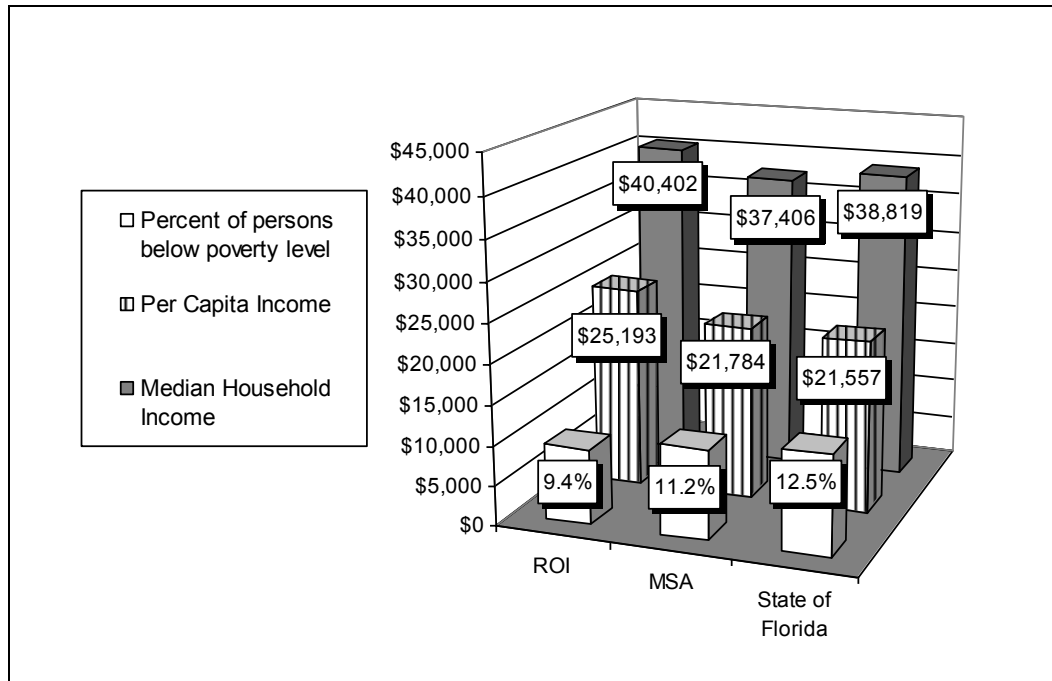 Percent of persons
below poverty level
Per Capita Income
Median Household
Income
$45,000
$40,000
$35,000
$30,000
$25,000
$20,000
$15,000
$10,000
$5,000
$0
$40,402
$37,406
$38,819
$25,193
$21,784
$21,557
9.4%
11.2%
12.5%
ROI
MSA
State of
Florida